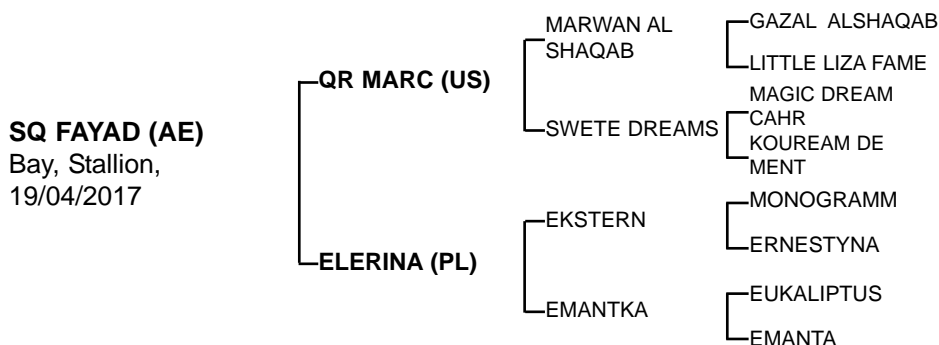 SQ FAYAD (AE)
Bay, Stallion,
19/04/2017
QR MARC (US)
ELERINA (PL)
MARWAN AL
SHAQAB
SWETE DREAMS
EKSTERN
EMANTKA
GAZAL ALSHAQAB
LITTLE LIZA FAME
MAGIC DREAM
CAHR
KOUREAM DE
MENT
MONOGRAMM
ERNESTYNA
EUKALIPTUS
EMANTA